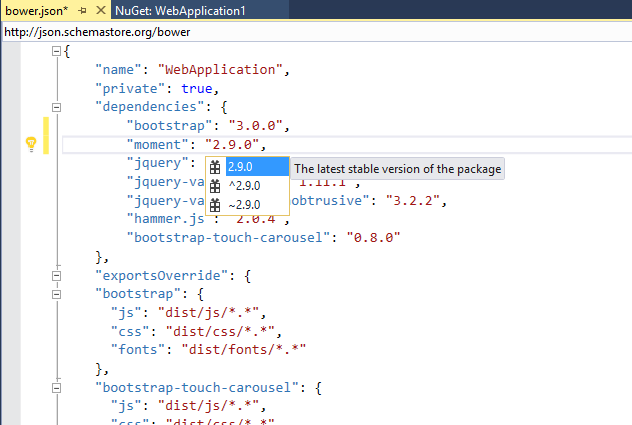 bower.json* NuGet: WebApplication1
http://json.schemastore.org/bower
{
"name": "WebApplication",
"private": true,
"dependencies": {
"bootstrap": "3.0.0",
"moment": "2.9.0",
"jquery":
2.9.0 The latest stable version of the package
"jquery-va 1.11.1",
^2.9.0
"jquery-va obtrusive": "3.2.2",
~2.9.0
"hammer.js": "2.0.4",
"bootstrap-touch-carousel": "0.8.0"
},
"exportsOverride": {
"bootstrap": {
"js": "dist/js/*.*",
"css": "dist/css/*.*",
"fonts": "dist/fonts/*.*"
},
"bootstrap-touch-carousel": {
"js": "dist/js/*.*",
"css": "dist/css/*.*"